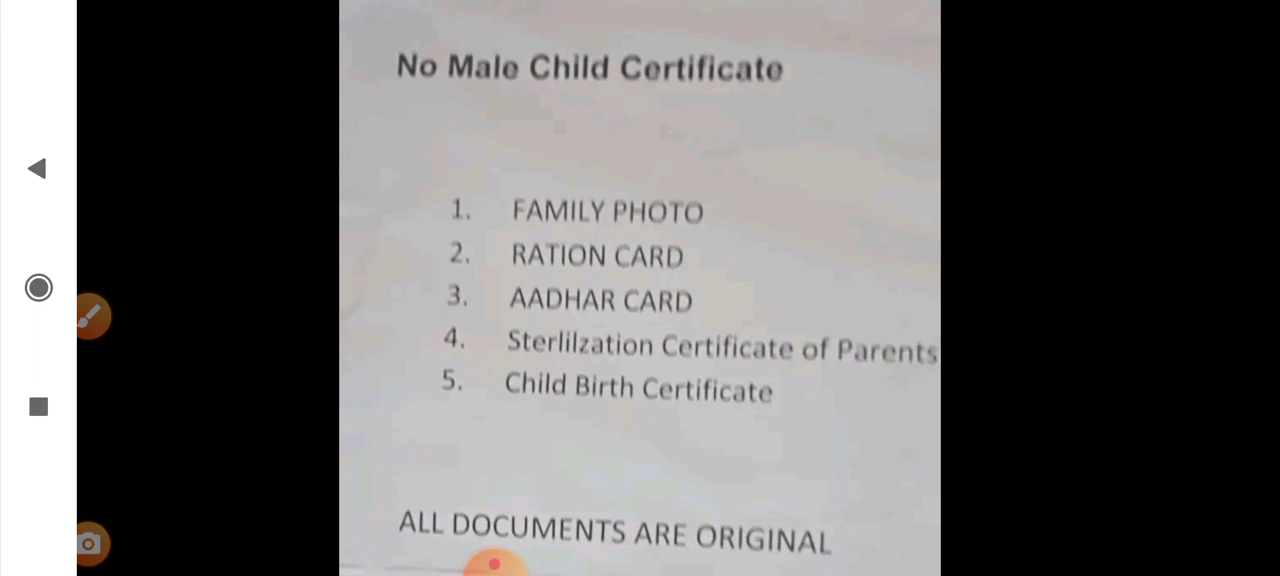 No Male Child Certificate
1. FAMILY PHOTO
2. RATION CARD
3. AADHAR CARD
4. Sterlilzation Certificate of Parents
5. Child Birth Certificate
ALL DOCUMENTS ARE ORIGINAL